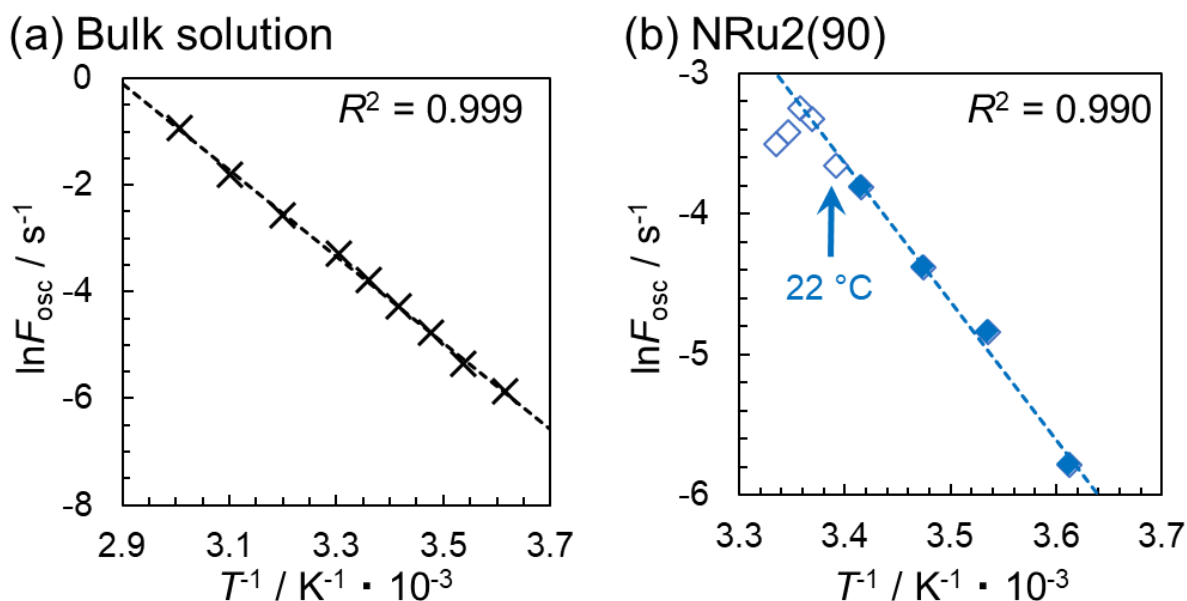 (a) Bulk solution
R² = 0.999
0
-2
-4
-6
-8
lnF_osc / s⁻¹
2.9 3.1 3.3 3.5 3.7
T⁻¹ / K⁻¹ · 10⁻³
(b) NRu2(90)
R² = 0.990
-3
-4
-5
-6
22 °C
lnF_osc / s⁻¹
3.3 3.4 3.5 3.6 3.7
T⁻¹ / K⁻¹ · 10⁻³